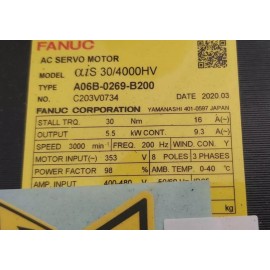 FANUC
AC SERVO MOTOR
MODEL αiS 30/4000HV
TYPE A06B-0269-B200
NO. C203V0734 DATE 2020.03
FANUC CORPORATION YAMANASHI 401-0597 JAPAN
STALL TRQ. 30 Nm 16 A(~)
OUTPUT 5.5 kW CONT. 9.3 A(~)
SPEED 3000 min⁻¹ FREQ. 200 Hz WIND. CON. Y
MOTOR INPUT (~) 353 V 8 POLES 3 PHASES
POWER FACTOR 98 % AMB. TEMP. 0-40 °C
AMP. INPUT 400-480 V 50/60 Hz
kg